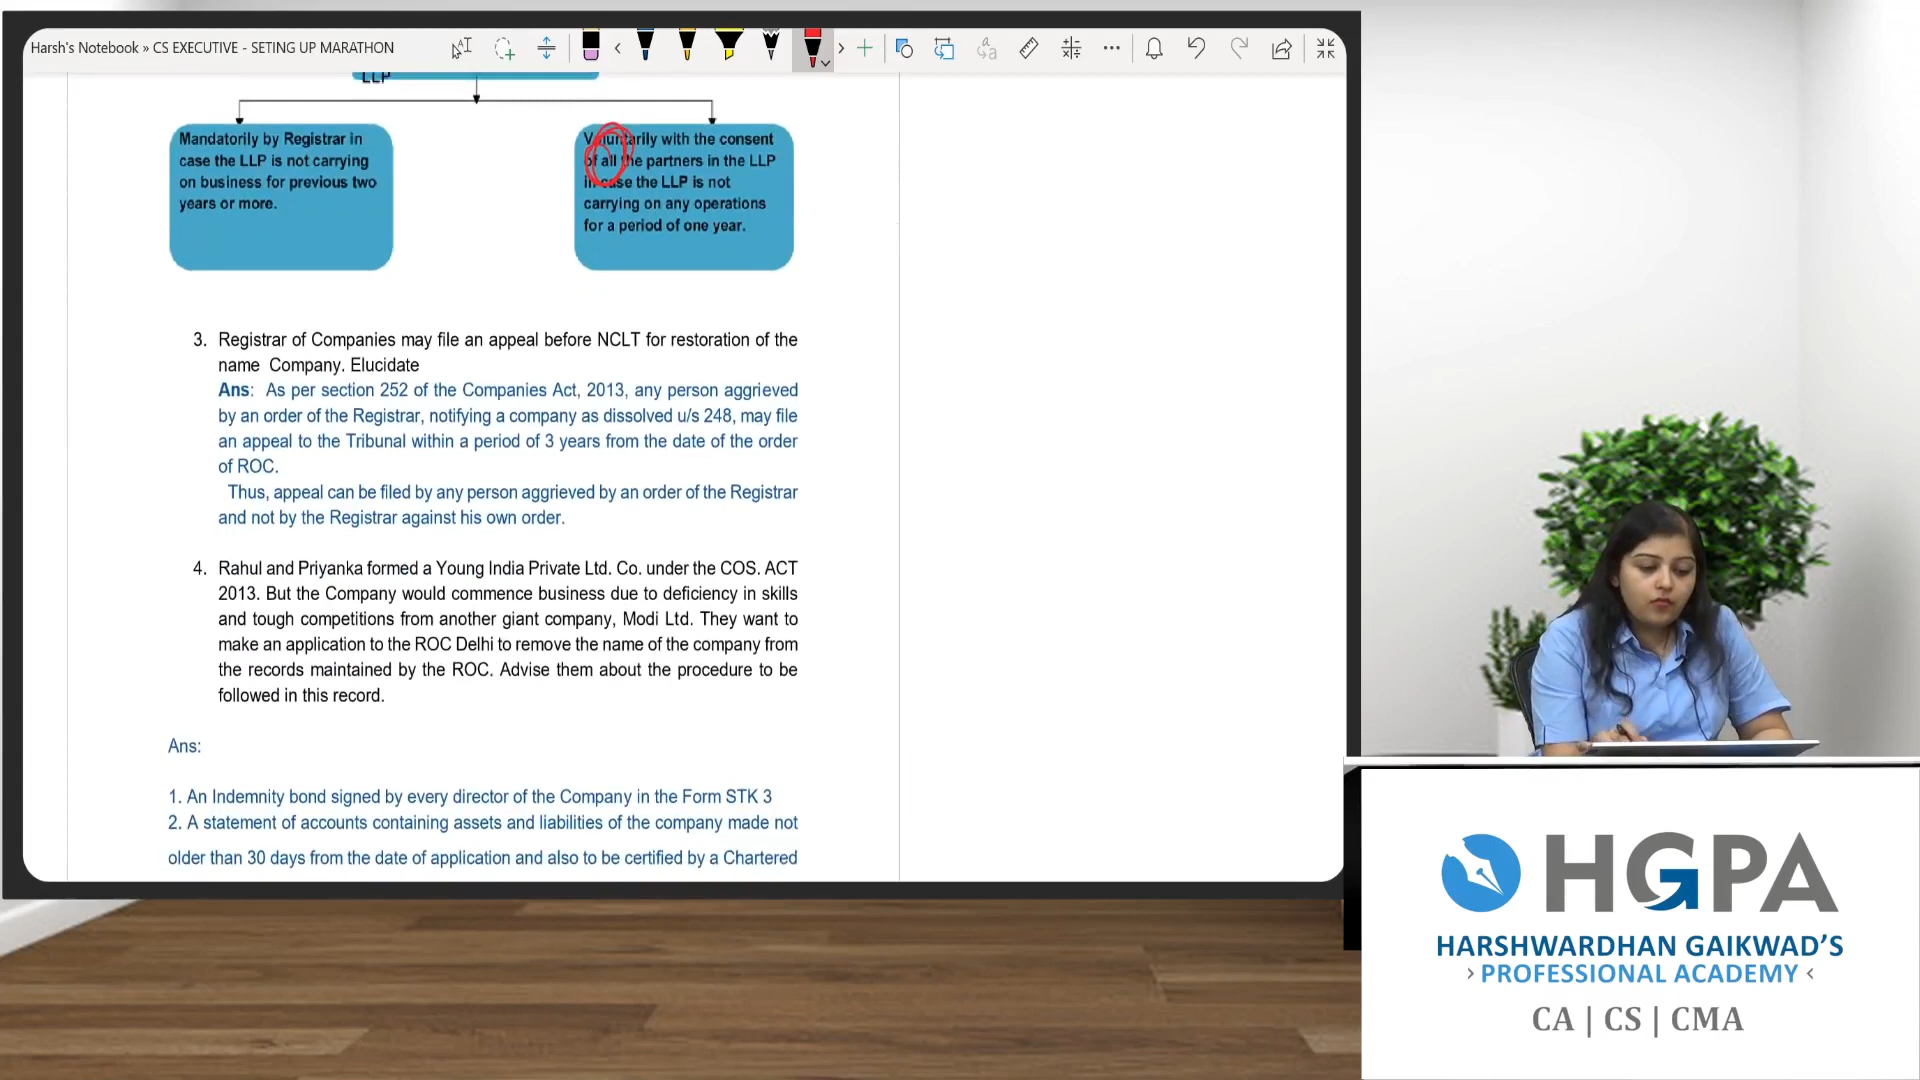 Harsh's Notebook » CS EXECUTIVE - SETING UP MARATHON
LLP
Mandatorily by Registrar in
case the LLP is not carrying
on business for previous two
years or more.
Voluntarily with the consent
of all the partners in the LLP
in case the LLP is not
carrying on any operations
for a period of one year.
3. Registrar of Companies may file an appeal before NCLT for restoration of the
name Company. Elucidate
Ans: As per section 252 of the Companies Act, 2013, any person aggrieved
by an order of the Registrar, notifying a company as dissolved u/s 248, may file
an appeal to the Tribunal within a period of 3 years from the date of the order
of ROC.
Thus, appeal can be filed by any person aggrieved by an order of the Registrar
and not by the Registrar against his own order.
4. Rahul and Priyanka formed a Young India Private Ltd. Co. under the COS. ACT
2013. But the Company would commence business due to deficiency in skills
and tough competitions from another giant company, Modi Ltd. They want to
make an application to the ROC Delhi to remove the name of the company from
the records maintained by the ROC. Advise them about the procedure to be
followed in this record.
Ans:
1. An Indemnity bond signed by every director of the Company in the Form STK 3
2. A statement of accounts containing assets and liabilities of the company made not
older than 30 days from the date of application and also to be certified by a Chartered
HGPA
HARSHWARDHAN GAIKWAD'S
› PROFESSIONAL ACADEMY ‹
CA | CS | CMA